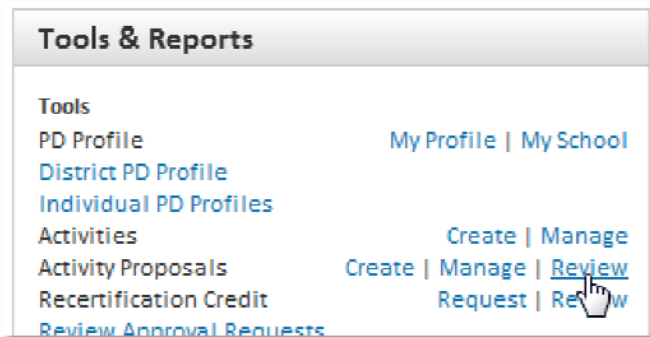 Tools & Reports
Tools
PD Profile My Profile | My School
District PD Profile
Individual PD Profiles
Activities Create | Manage
Activity Proposals Create | Manage | Review
Recertification Credit Request | Review
Review Approval Requests